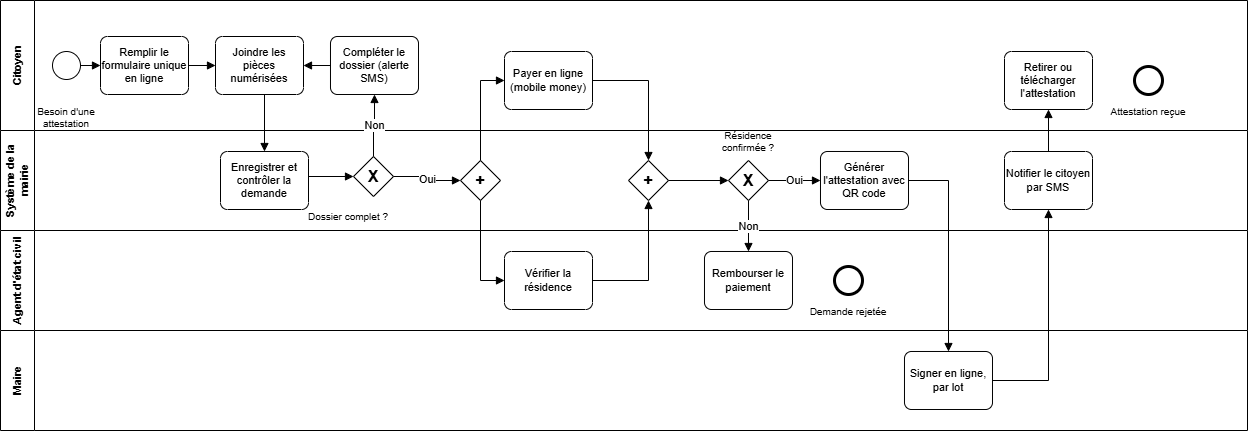 Citoyen
Remplir le
formulaire unique
en ligne
Joindre les
pièces
numérisées
Compléter le
dossier (alerte
SMS)
Payer en ligne
(mobile money)
Retirer ou
télécharger
l'attestation
Besoin d'une
attestation
Attestation reçue
Non
Résidence
confirmée ?
Système de la
mairie
Enregistrer et
contrôler la
demande
X
Oui
+
+
X
Oui
Générer
l'attestation avec
QR code
Notifier le citoyen
par SMS
Dossier complet ?
Non
Agent d'état civil
Vérifier la
résidence
Rembourser le
paiement
Demande rejetée
Maire
Signer en ligne,
par lot